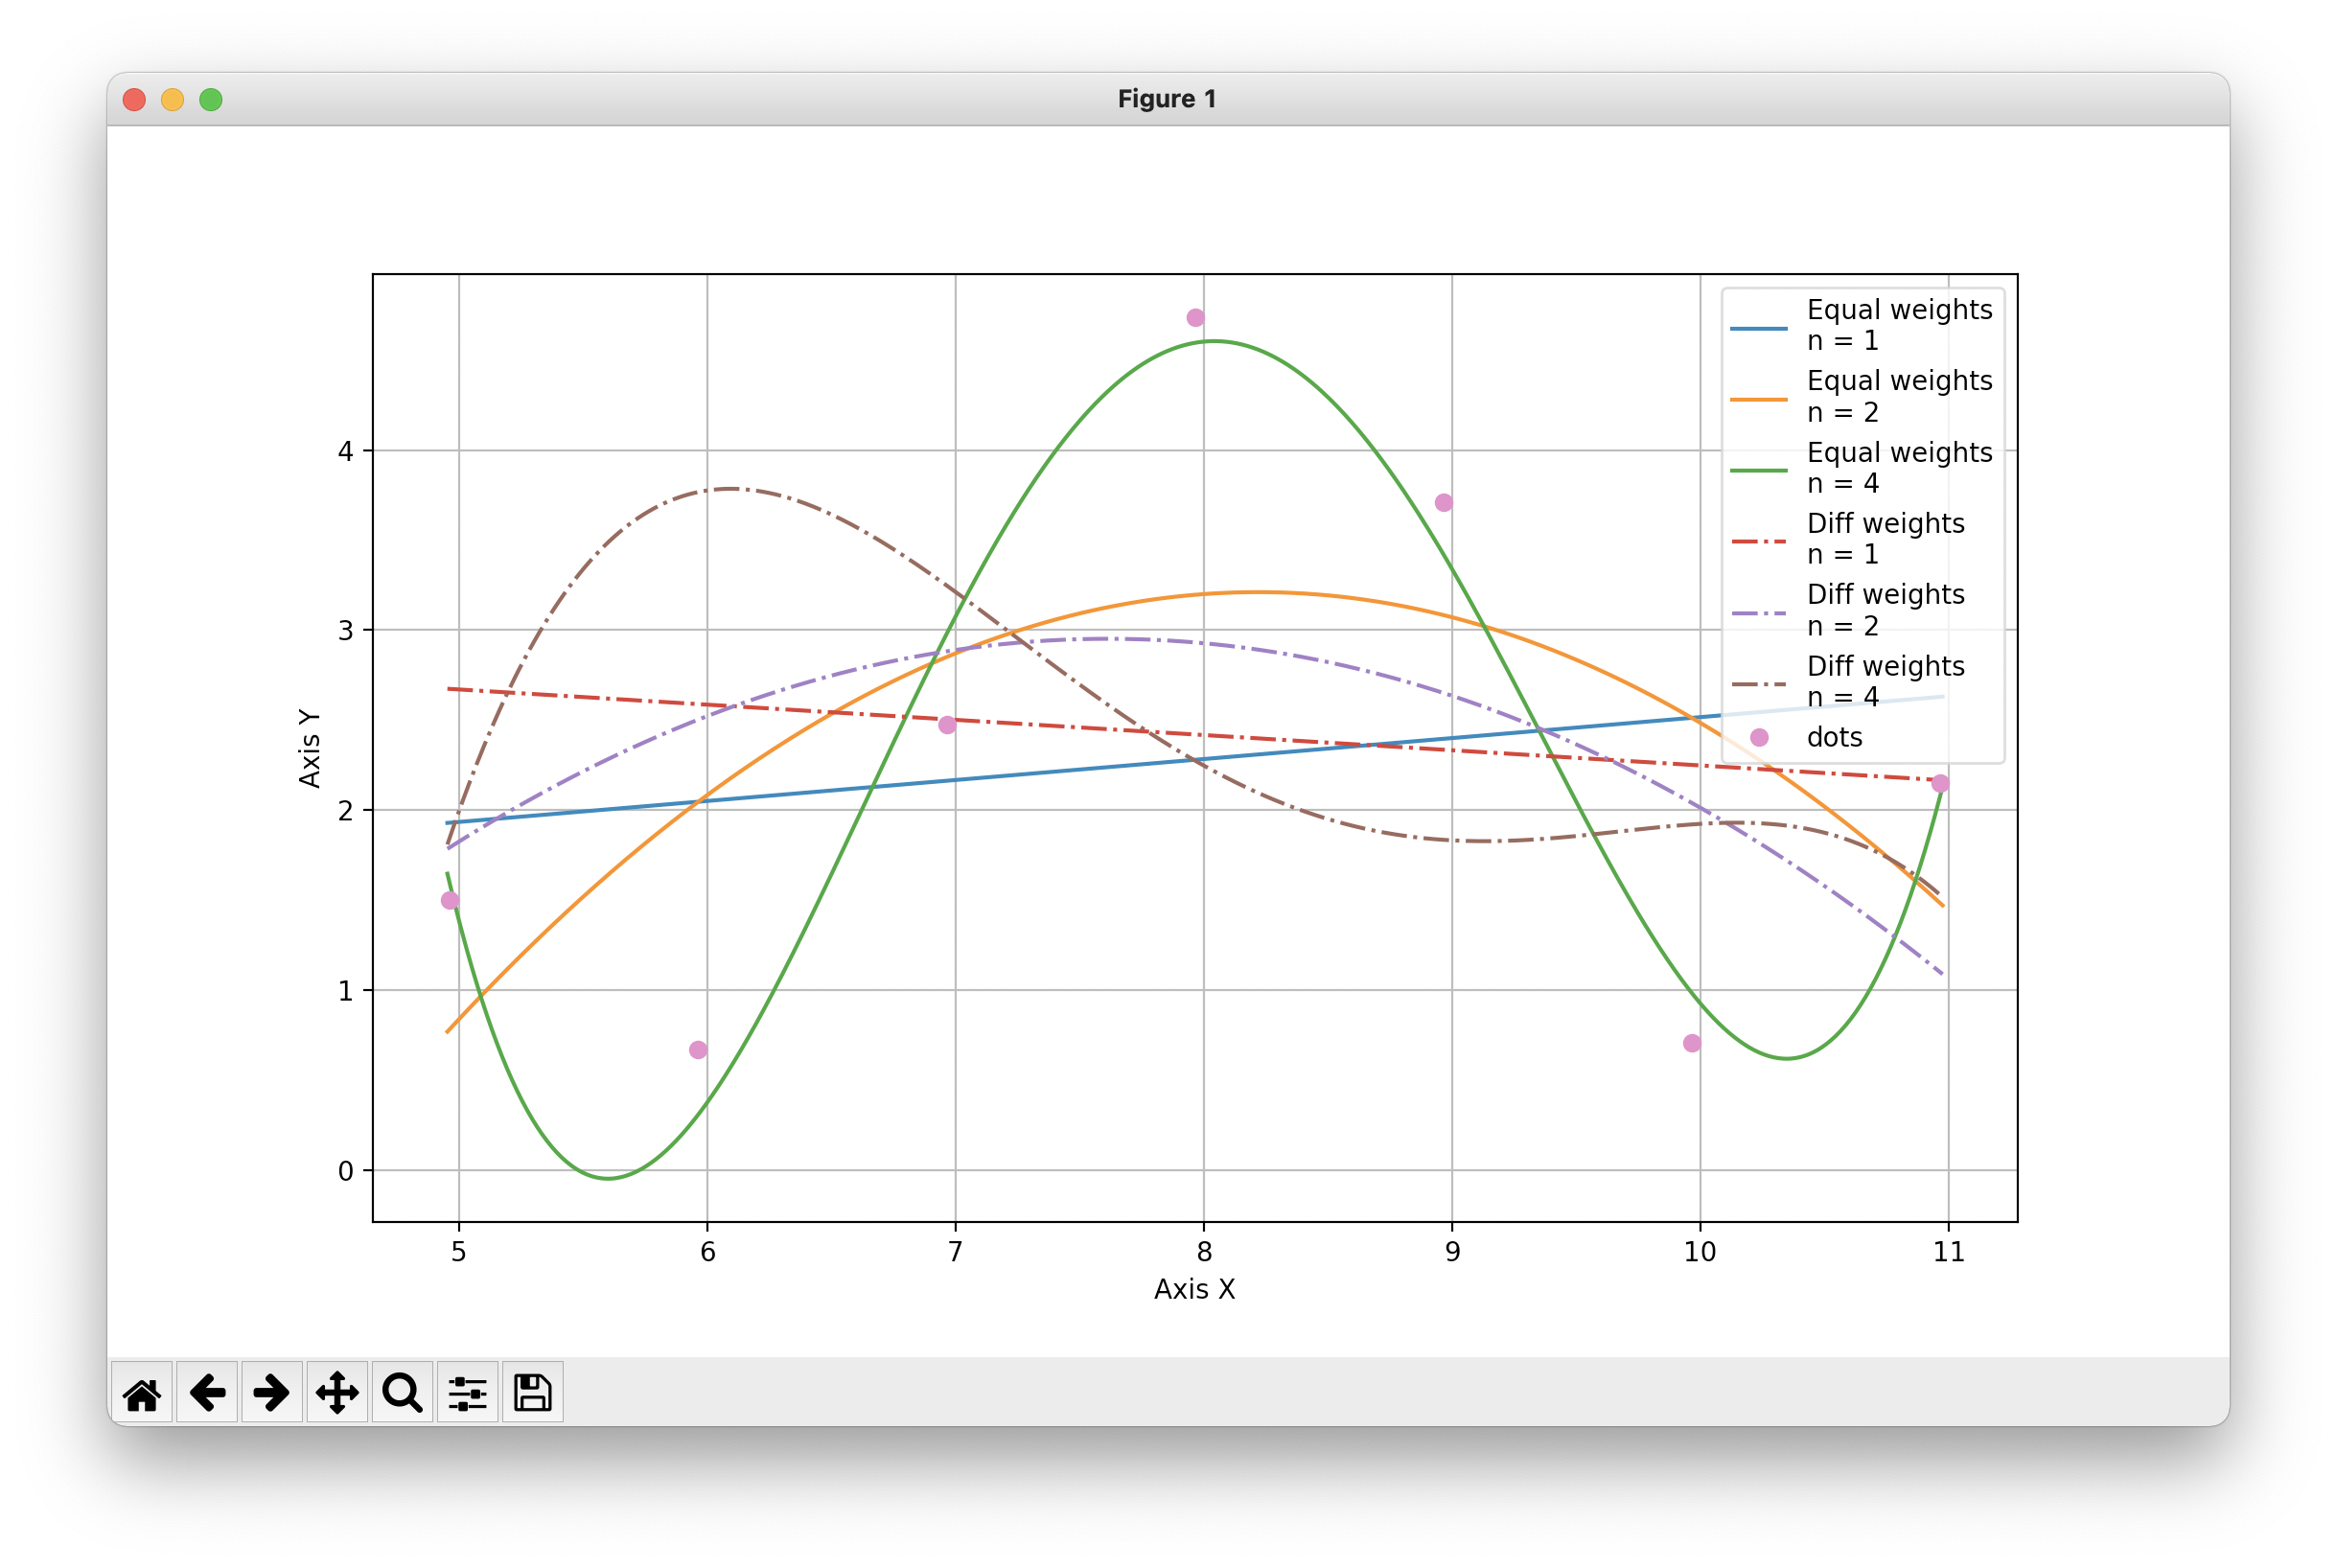 Figure 1
Equal weights
n = 1
Equal weights
n = 2
Equal weights
n = 4
Diff weights
n = 1
Diff weights
n = 2
Diff weights
n = 4
dots
4
3
2
1
0
Axis Y
5 6 7 8 9 10 11
Axis X